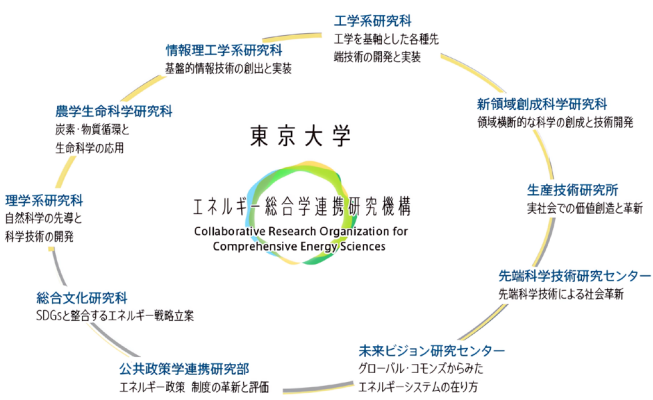 工学系研究科
工学を基軸とした各種先
端技術の開発と実装
情報理工学系研究科
基盤的情報技術の創出と実装
新領域創成科学研究科
領域横断的な科学の創成と技術開発
農学生命科学研究科
炭素・物質循環と
生命科学の応用
東京大学
エネルギー総合学連携研究機構
Collaborative Research Organization for
Comprehensive Energy Sciences
生産技術研究所
実社会での価値創造と革新
理学系研究科
自然科学の先導と
科学技術の開発
先端科学技術研究センター
先端科学技術による社会革新
総合文化研究科
SDGsと整合するエネルギー戦略立案
未来ビジョン研究センター
グローバル・コモンズからみた
エネルギーシステムの在り方
公共政策学連携研究部
エネルギー政策 制度の革新と評価